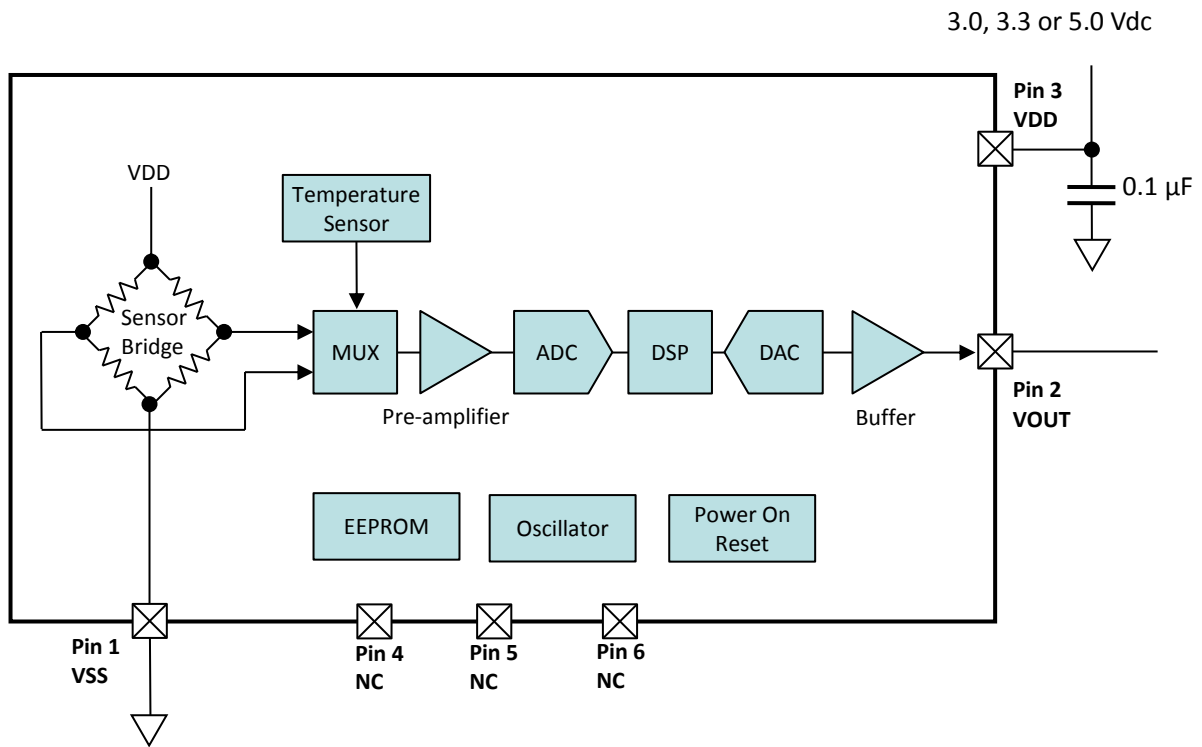 3.0, 3.3 or 5.0 Vdc
Pin 3
VDD
0.1 µF
VDD
Temperature
Sensor
Sensor
Bridge
MUX
ADC
DSP
DAC
Pre-amplifier
Buffer
Pin 2
VOUT
EEPROM
Oscillator
Power On
Reset
Pin 1
VSS
Pin 4
NC
Pin 5
NC
Pin 6
NC